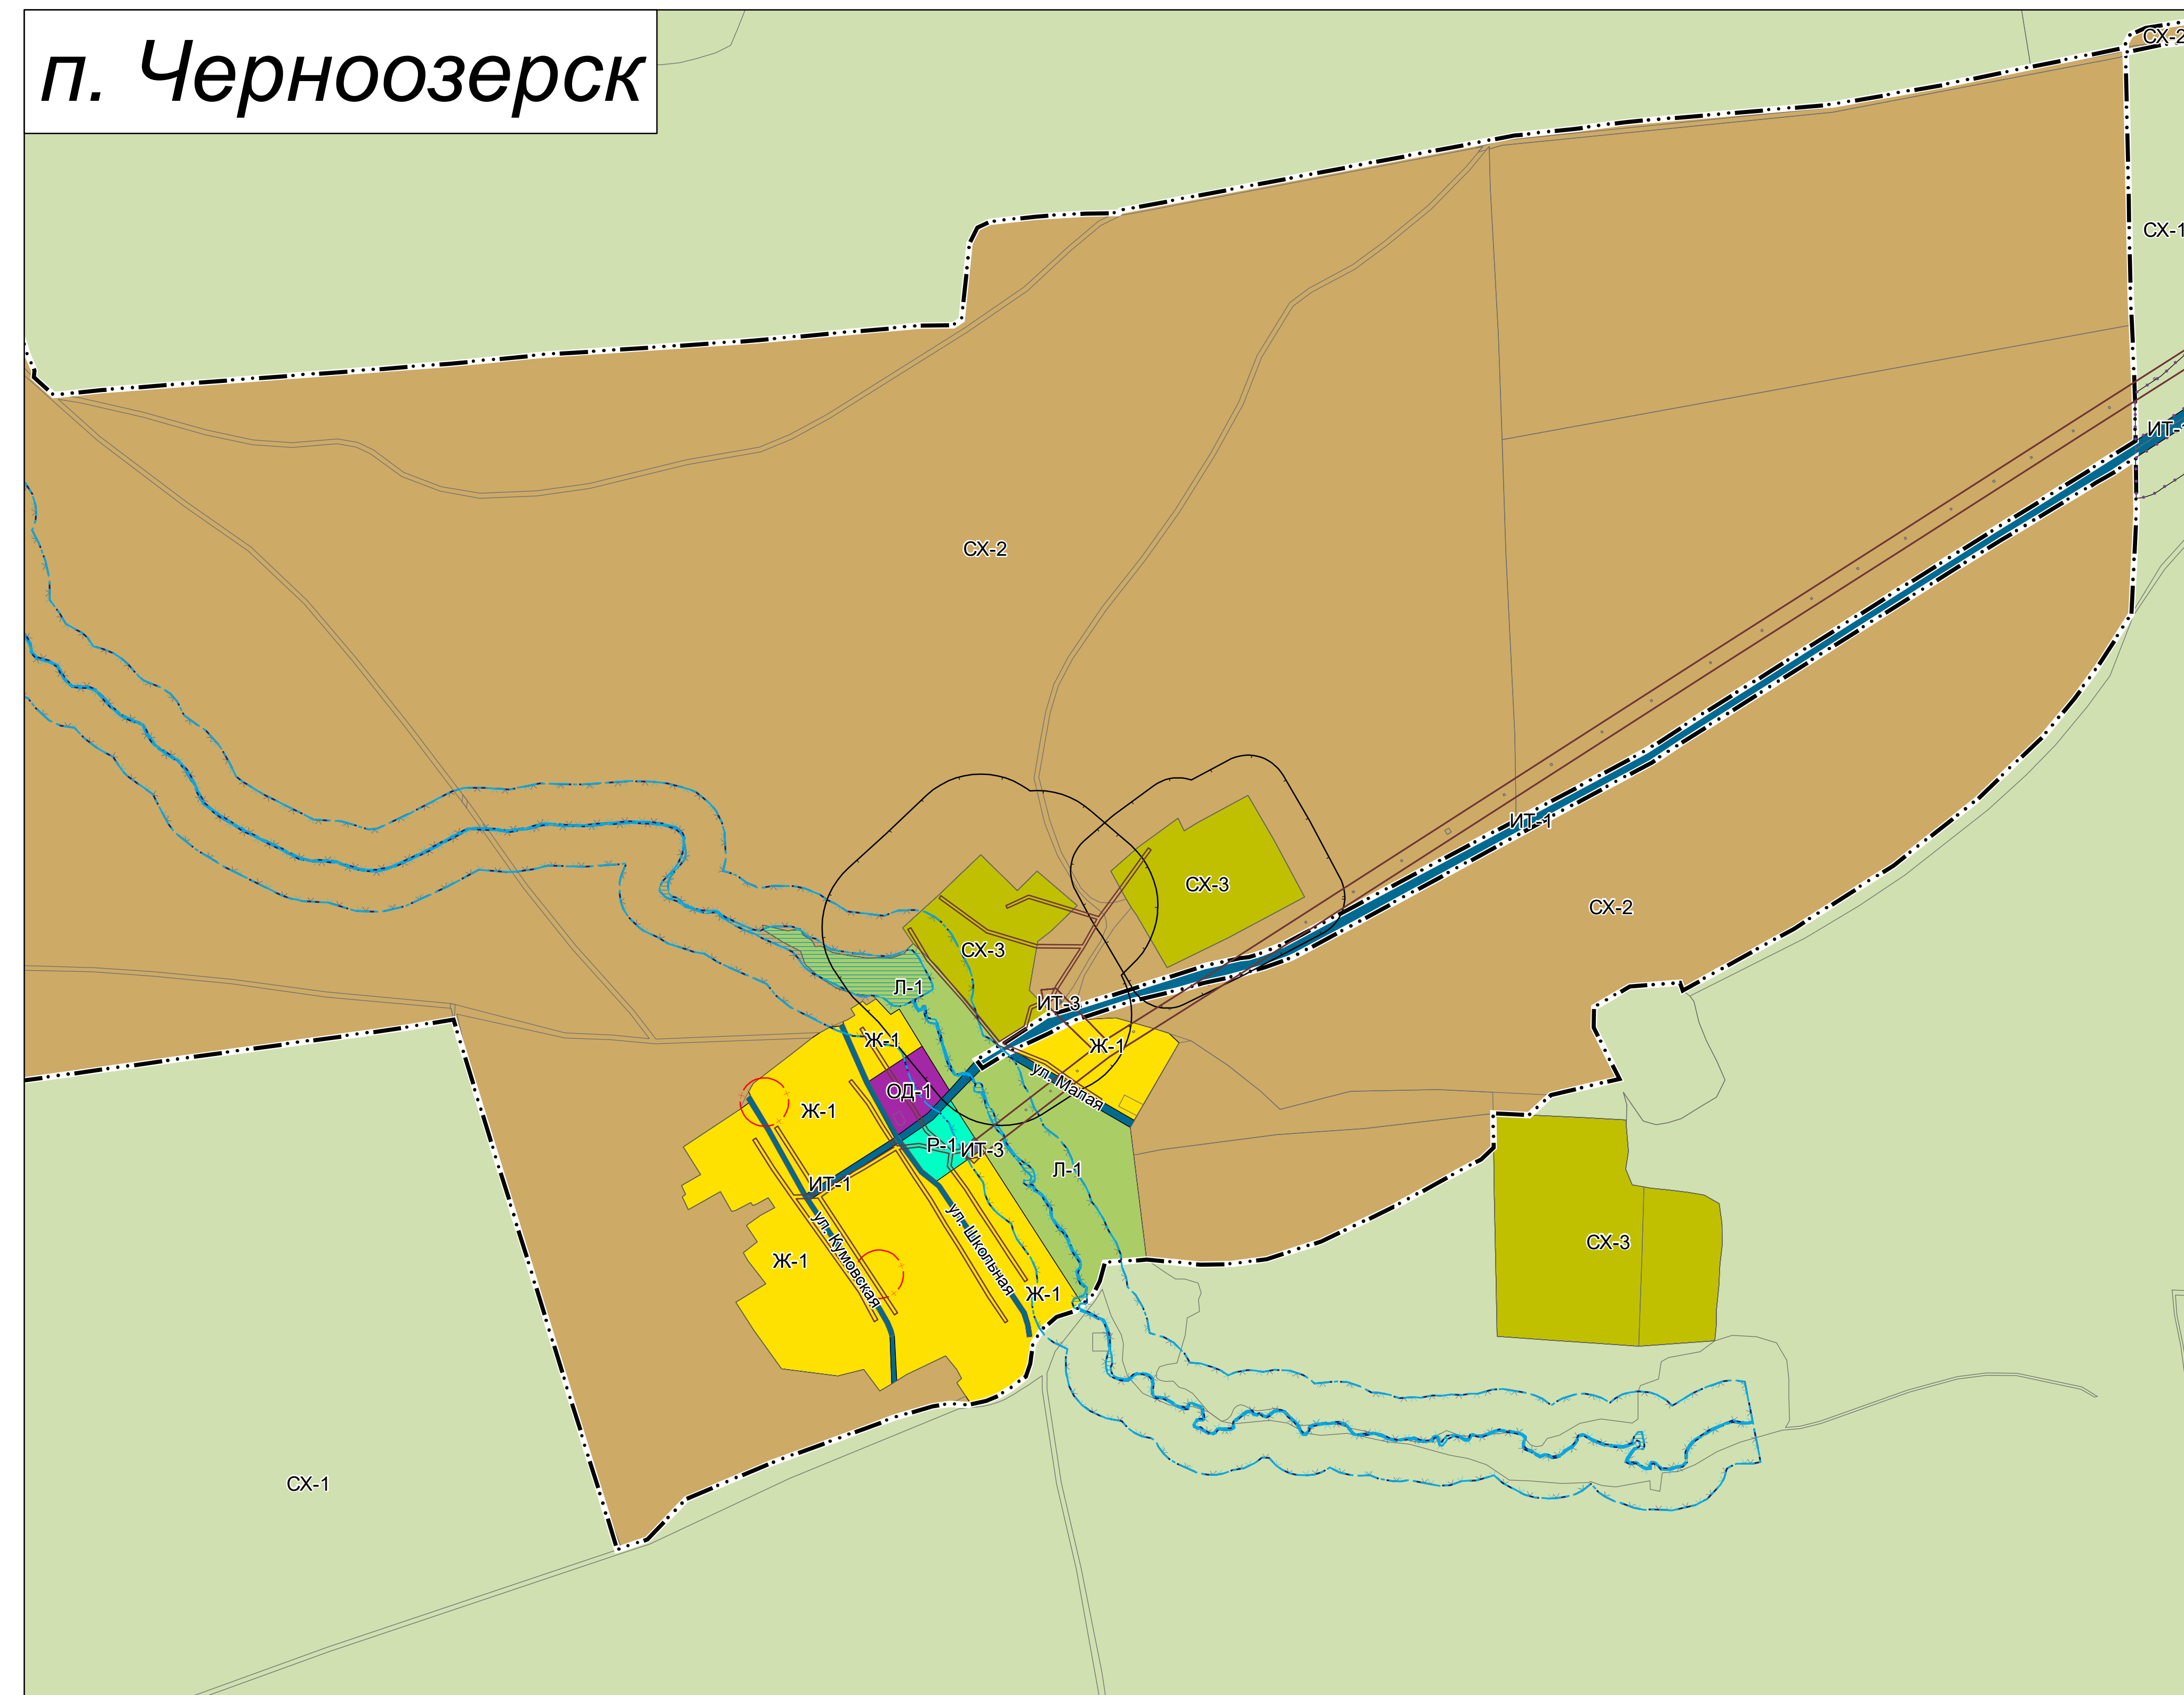 п. Черноозерск
СХ-2
СХ-1
ИТ-
СХ-2
ИТ-1
СХ-3
СХ-2
СХ-3
Л-1
ИТ-3
Ж-1
Ж-1
ул. Малая
ОД-1
Ж-1
Р-1
ИТ-3
Л-1
ИТ-1
ул. Кумовская
ул. Школьная
СХ-3
Ж-1
Ж-1
СХ-1